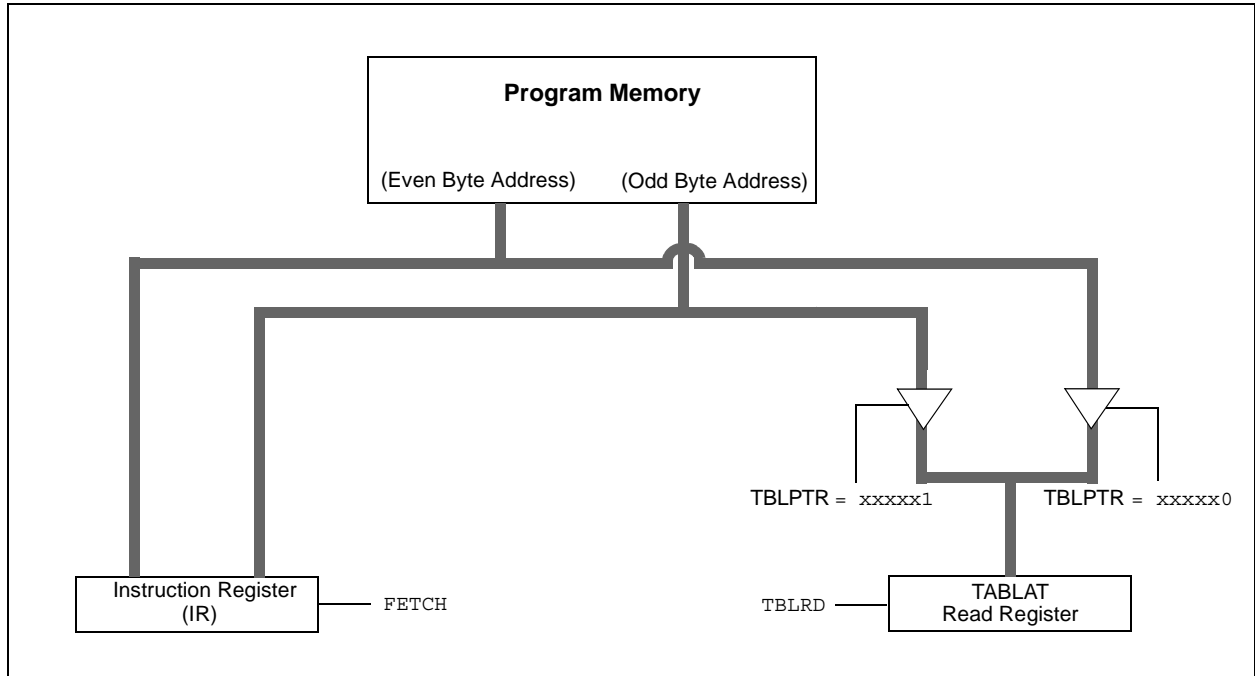 Program Memory
(Even Byte Address) (Odd Byte Address)
TBLPTR = xxxxx1 TBLPTR = xxxxx0
Instruction Register
(IR)
FETCH
TBLRD
TABLAT
Read Register